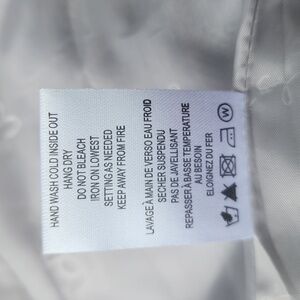 HAND WASH COLD INSIDE OUT
HANG DRY
DO NOT BLEACH
IRON ON LOWEST
SETTING AS NEEDED
KEEP AWAY FROM FIRE
LAVAGE À MAIN DE VERSO EAU FROID
SECHER SUSPENDU
PAS DE JAVELLISANT
REPASSER À BASSE TEMPERATURE
AU BESOIN
ELOIGNEZ DU FER
W